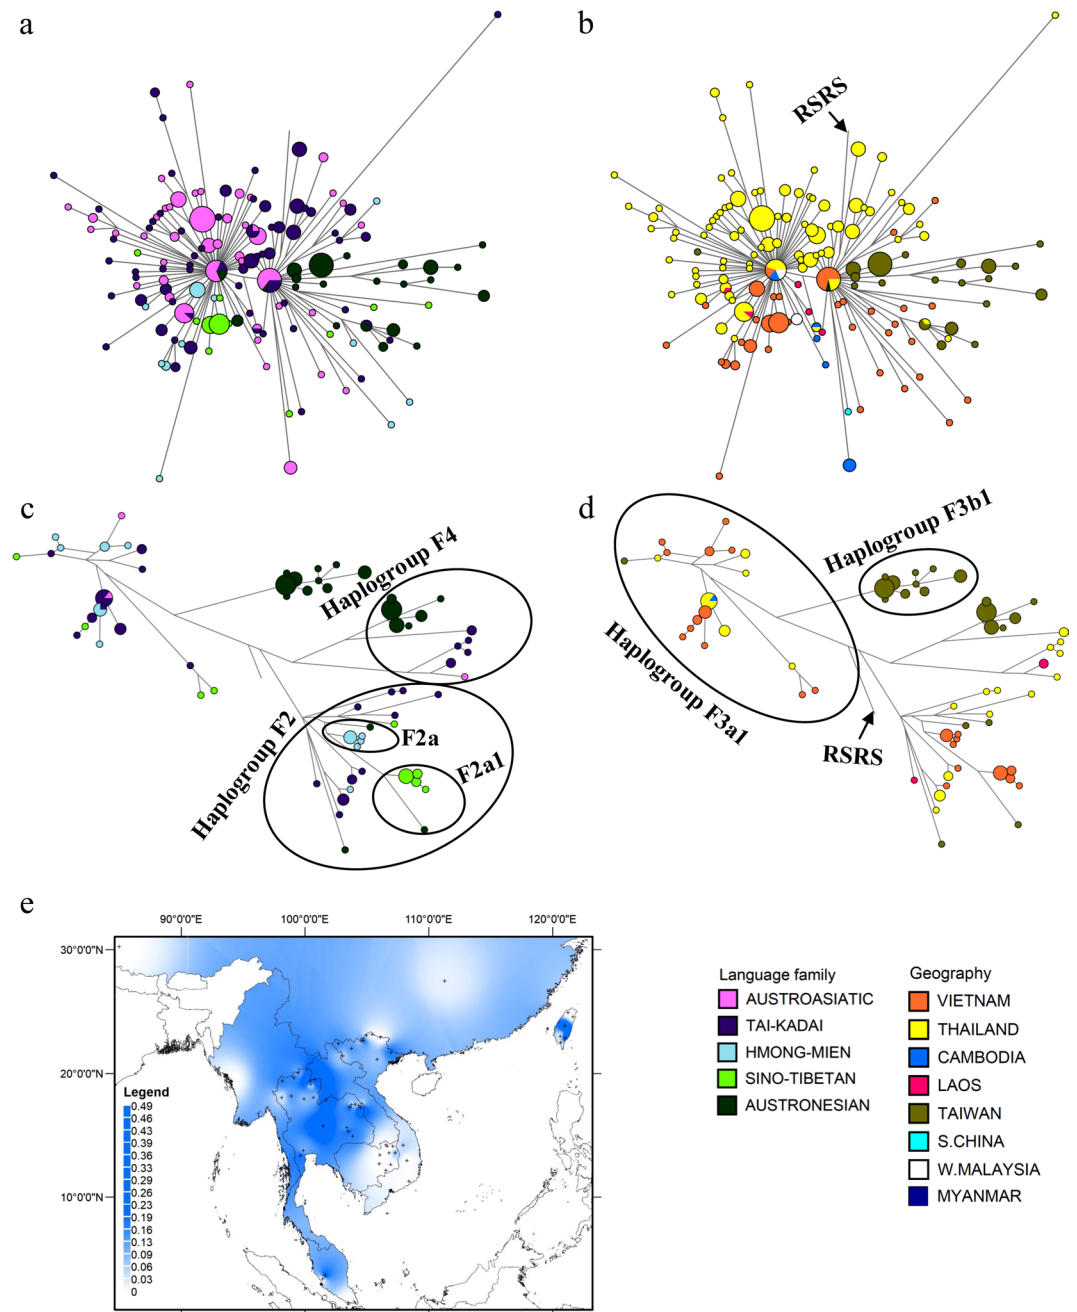 a
b
RSRS
c
Haplogroup F4
Haplogroup F2
F2a
F2a1
d
Haplogroup F3b1
Haplogroup F3a1
RSRS
e
90°0'0"E
100°0'0"E
110°0'0"E
120°0'0"E
30°0'0"N
20°0'0"N
10°0'0"N
Legend
0.49
0.46
0.43
0.39
0.36
0.33
0.29
0.26
0.23
0.19
0.16
0.13
0.09
0.06
0.03
0
Language family
AUSTROASIATIC
TAI-KADAI
HMONG-MIEN
SINO-TIBETAN
AUSTRONESIAN
Geography
VIETNAM
THAILAND
CAMBODIA
LAOS
TAIWAN
S.CHINA
W.MALAYSIA
MYANMAR